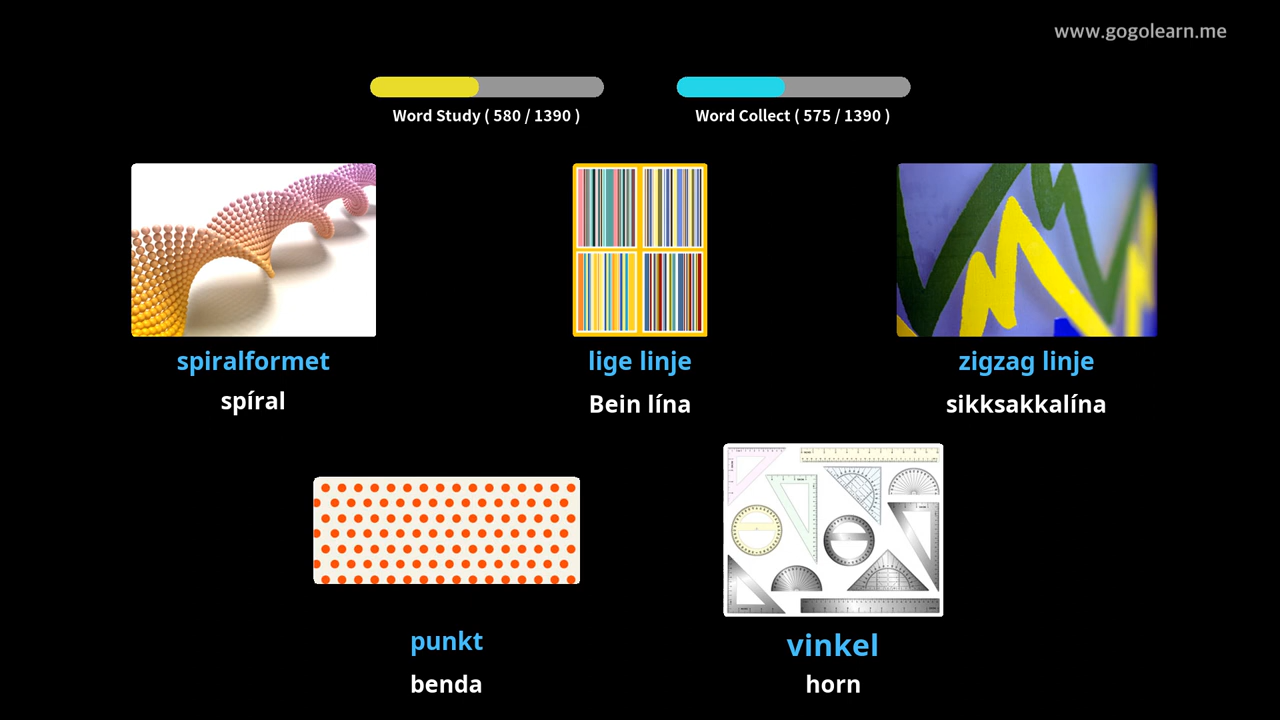 www.gogolearn.me
Word Study ( 580 / 1390 )
Word Collect ( 575 / 1390 )
spiralformet
lige linje
zigzag linje
spíral
Bein lína
sikksakkalína
punkt
vinkel
benda
horn